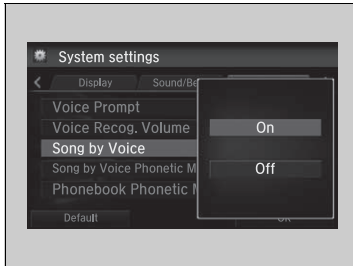 System settings
Display Sound/Be
Voice Prompt
Voice Recog. Volume
Song by Voice
Song by Voice Phonetic M
Phonebook Phonetic M
On
Off
Default